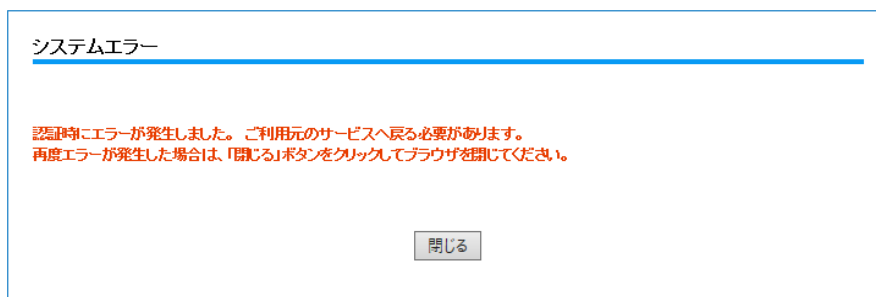 システムエラー
認証時にエラーが発生しました。 ご利用元のサービスへ戻る必要があります。
再度エラーが発生した場合は、「閉じる」ボタンをクリックしてブラウザを閉じてください。
閉じる